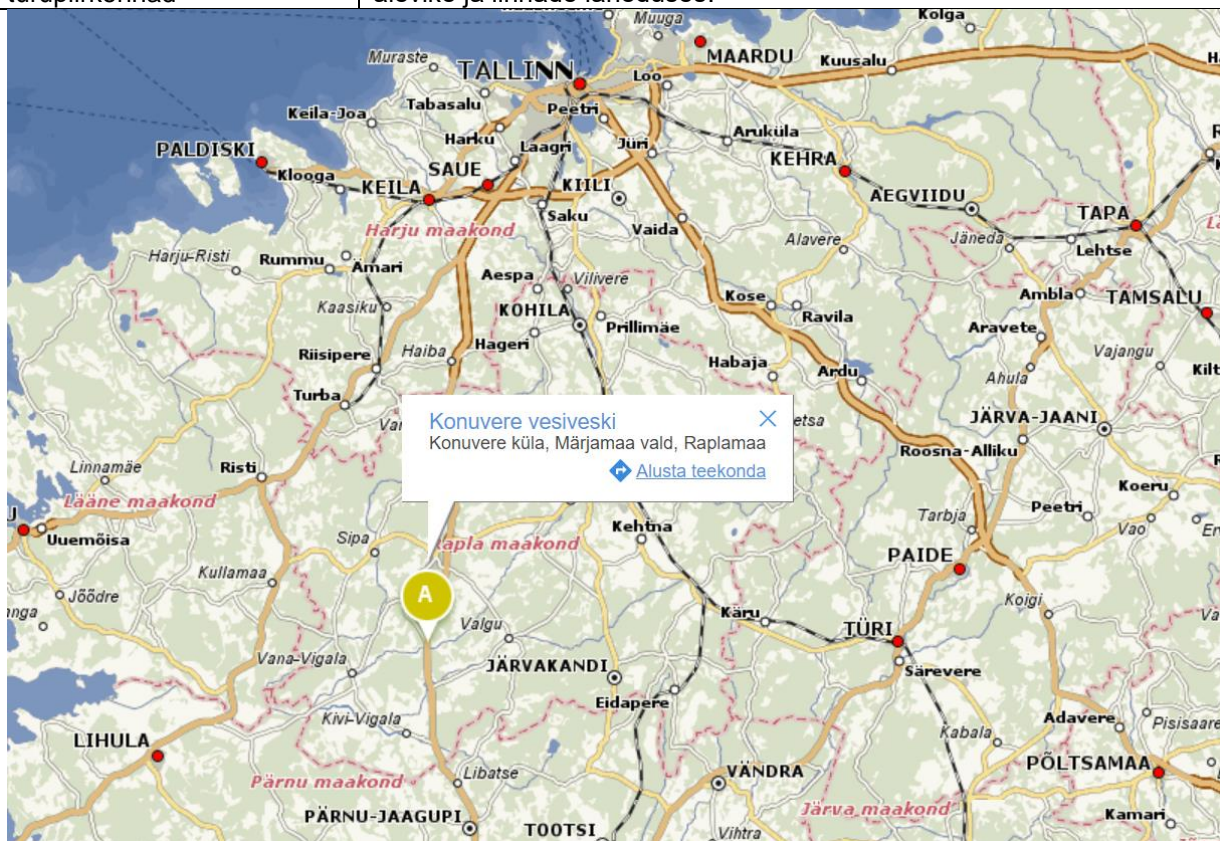 Muuga
Kolga
MAARDU
Kuusalu
Muraste
TALLINN
Loo
Tabasalu
Peetri
Keila-Joa
Harku
Jüri
Aruküla
Laagri
PALDISKI
SAUE
KEHRA
Klooga
KEILA
KIILI
AEGVIIDU
Saku
TAPA
Harju maakond
Vaida
Alavere
Jäneda
Lehtse
Harju-Risti
Rummu
Ämari
Aespa
Vilivere
Ambla
TAMSALU
Kaasiku
KOHILA
Kose
Ravila
Prillimäe
Aravete
Riisipere
Haiba
Hageri
Habaja
Vajangu
Ardu
Ahula
Turba
Konuvere vesiveski
Konuvere küla, Märjamaa vald, Raplamaa
Alusta teekonda
JÄRVA-JAANI
Roosna-Alliku
Linnamäe
Risti
Koeru
Lääne maakond
Peetri
Tarbja
Vao
Uuemõisa
Sipa
Kehtna
PAIDE
Kullamaa
A
Jõõdre
Koigi
Käru
TÜRI
Valgu
Vana-Vigala
JÄRVAKANDI
Särevere
Eidapere
Kivi-Vigala
Adavere
Pisisaare
Kabala
LIHULA
PÕLTSAMAA
Libatse
VÄNDRA
Pärnu maakond
Järva maakond
PÄRNU-JAAGUPI
Kamari
TOOTSI
Vihtra